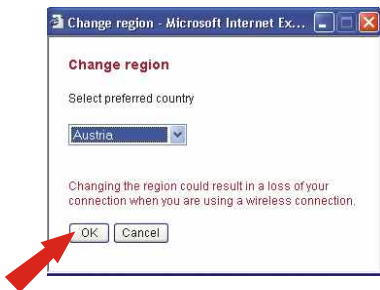 Change region - Microsoft Internet Ex...
Change region
Select preferred country
Austria
Changing the region could result in a loss of your
connection when you are using a wireless connection.
OK Cancel